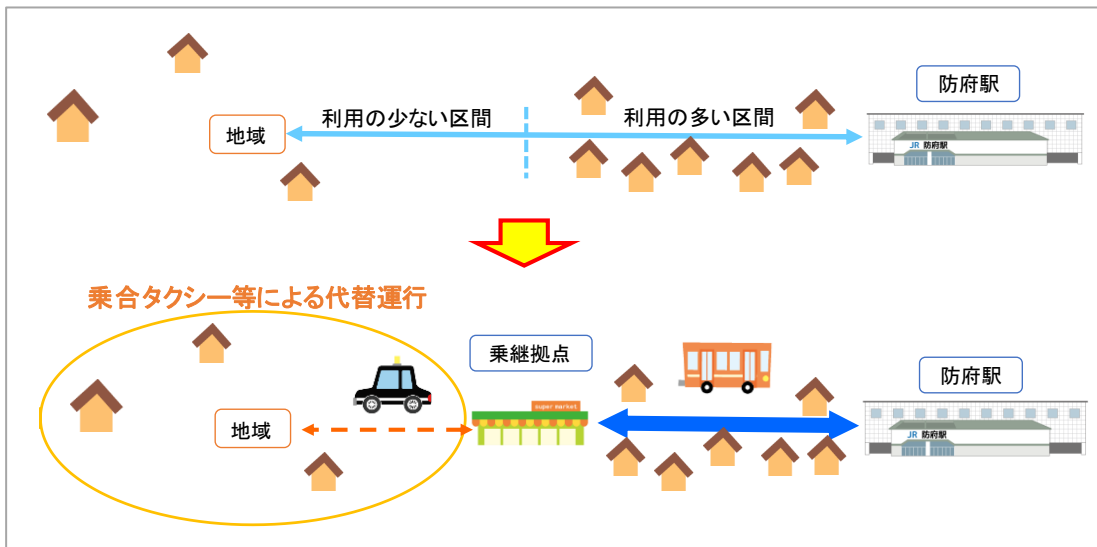 防府駅
利用の少ない区間
利用の多い区間
地域
JR 防府駅
乗合タクシー等による代替運行
乗継拠点
防府駅
super market
地域
JR 防府駅